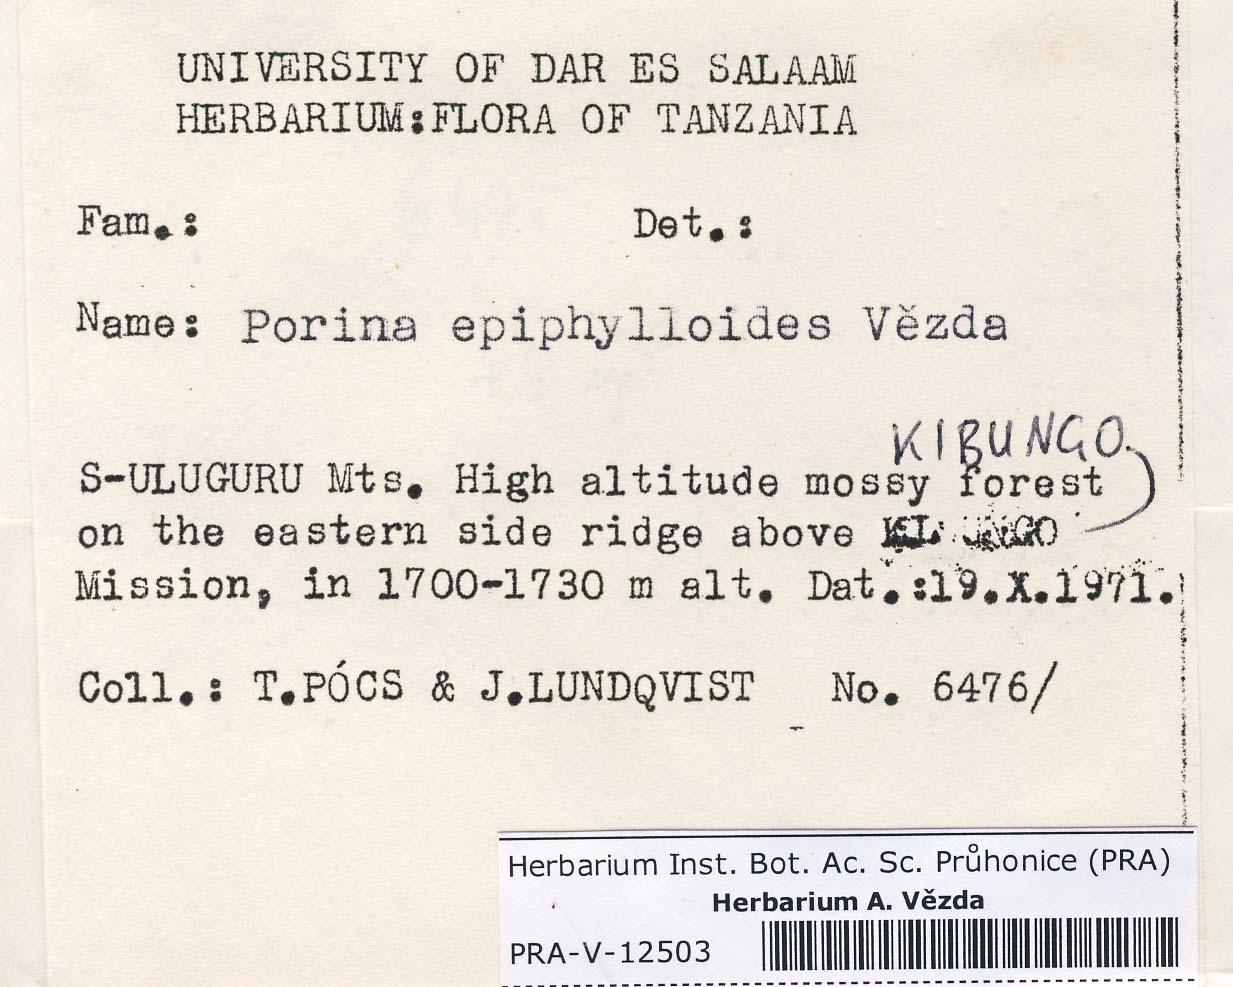 UNIVERSITY OF DAR ES SALAAM
HERBARIUM:FLORA OF TANZANIA
Fam.: Det.:
Name: Porina epiphylloides Vězda
KIBUNGO
S-ULUGURU Mts. High altitude mossy forest
on the eastern side ridge above
Mission, in 1700-1730 m alt. Dat.:19.X.1971.
Coll.: T.PÓCS & J.LUNDQVIST No. 6476/
Herbarium Inst. Bot. Ac. Sc. Průhonice (PRA)
Herbarium A. Vězda
PRA-V-12503